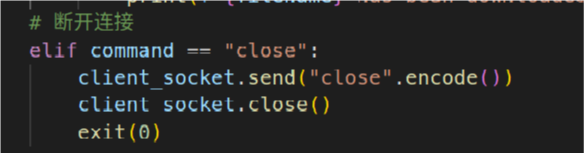 # 断开连接
elif command == "close":
client_socket.send("close".encode())
client_socket.close()
exit(0)